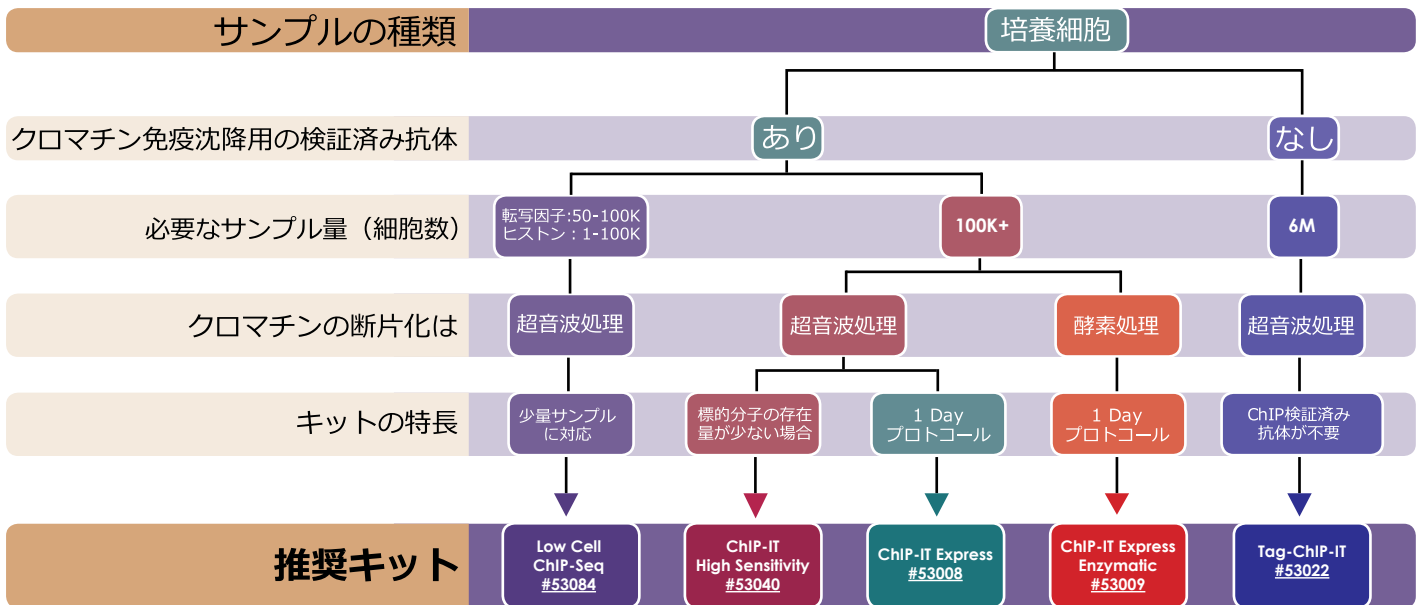 サンプルの種類
培養細胞
クロマチン免疫沈降用の検証済み抗体
あり
なし
必要なサンプル量（細胞数）
転写因子:50-100K
ヒストン：1-100K
100K+
6M
クロマチンの断片化は
超音波処理
超音波処理
酵素処理
超音波処理
キットの特長
少量サンプル
に対応
標的分子の存在
量が少ない場合
1 Day
プロトコール
1 Day
プロトコール
ChIP検証済み
抗体が不要
推奨キット
Low Cell
ChIP-Seq
#53084
ChIP-IT
High Sensitivity
#53040
ChIP-IT Express
#53008
ChIP-IT Express
Enzymatic
#53009
Tag-ChIP-IT
#53022